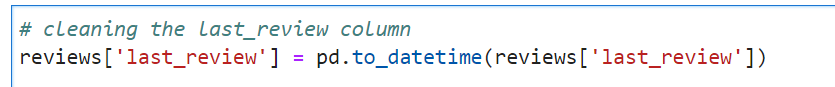 # cleaning the last_review column
reviews['last_review'] = pd.to_datetime(reviews['last_review'])